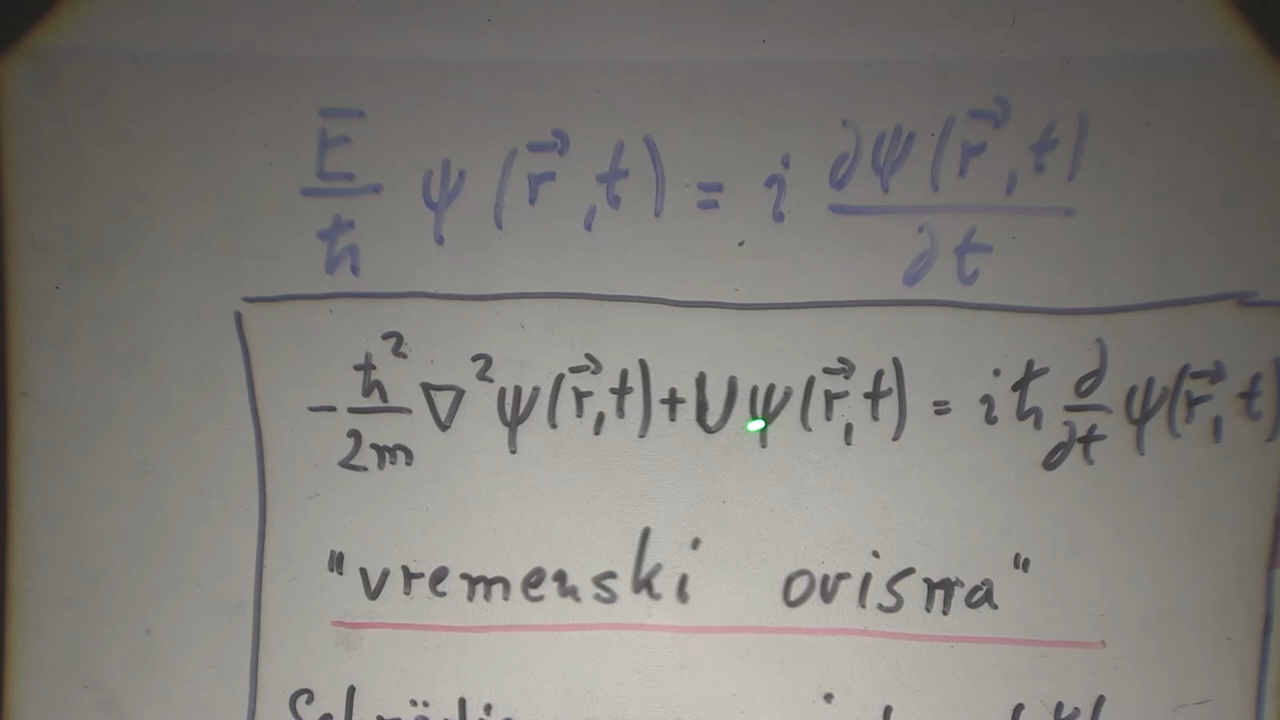 E/ħ ψ(r⃗,t) = i ∂ψ(r⃗,t)/∂t
-ħ²/2m ∇²ψ(r⃗,t)+Uψ(r⃗,t) = iħ ∂/∂t ψ(r⃗,t)
"vremenski ovisna"